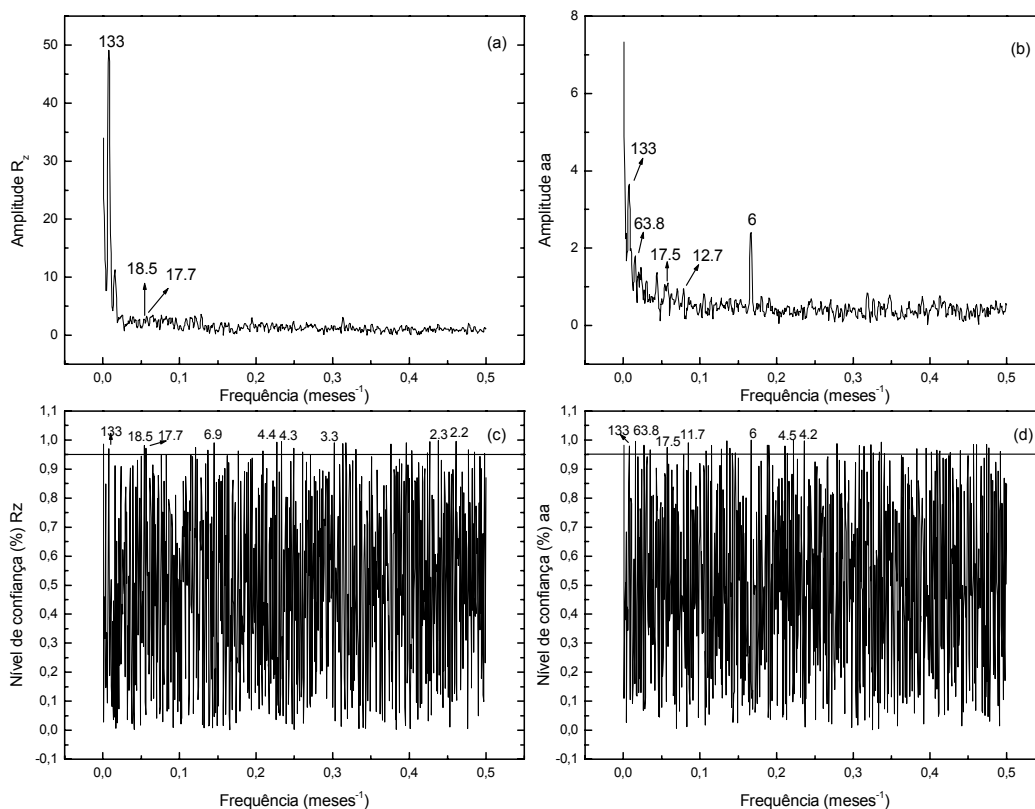 (a)
133
18.5
17.7
50
40
30
20
10
0
Amplitude Rz
0,0 0,1 0,2 0,3 0,4 0,5
Frequência (meses-1)
(b)
133
63.8
17.5
12.7
6
8
6
4
2
0
Amplitude aa
0,0 0,1 0,2 0,3 0,4 0,5
Frequência (meses-1)
(c)
133 18.5 17.7 6.9 4.4 4.3 3.3 2.3 2.2
1,1
1,0
0,9
0,8
0,7
0,6
0,5
0,4
0,3
0,2
0,1
0,0
-0,1
Nível de confiança (%) Rz
0,0 0,1 0,2 0,3 0,4 0,5
Frequência (meses-1)
(d)
133 63.8 17.5 11.7 6 4.5 4.2
1,1
1,0
0,9
0,8
0,7
0,6
0,5
0,4
0,3
0,2
0,1
0,0
-0,1
Nível de confiança (%) aa
0,0 0,1 0,2 0,3 0,4 0,5
Frequência (meses-1)